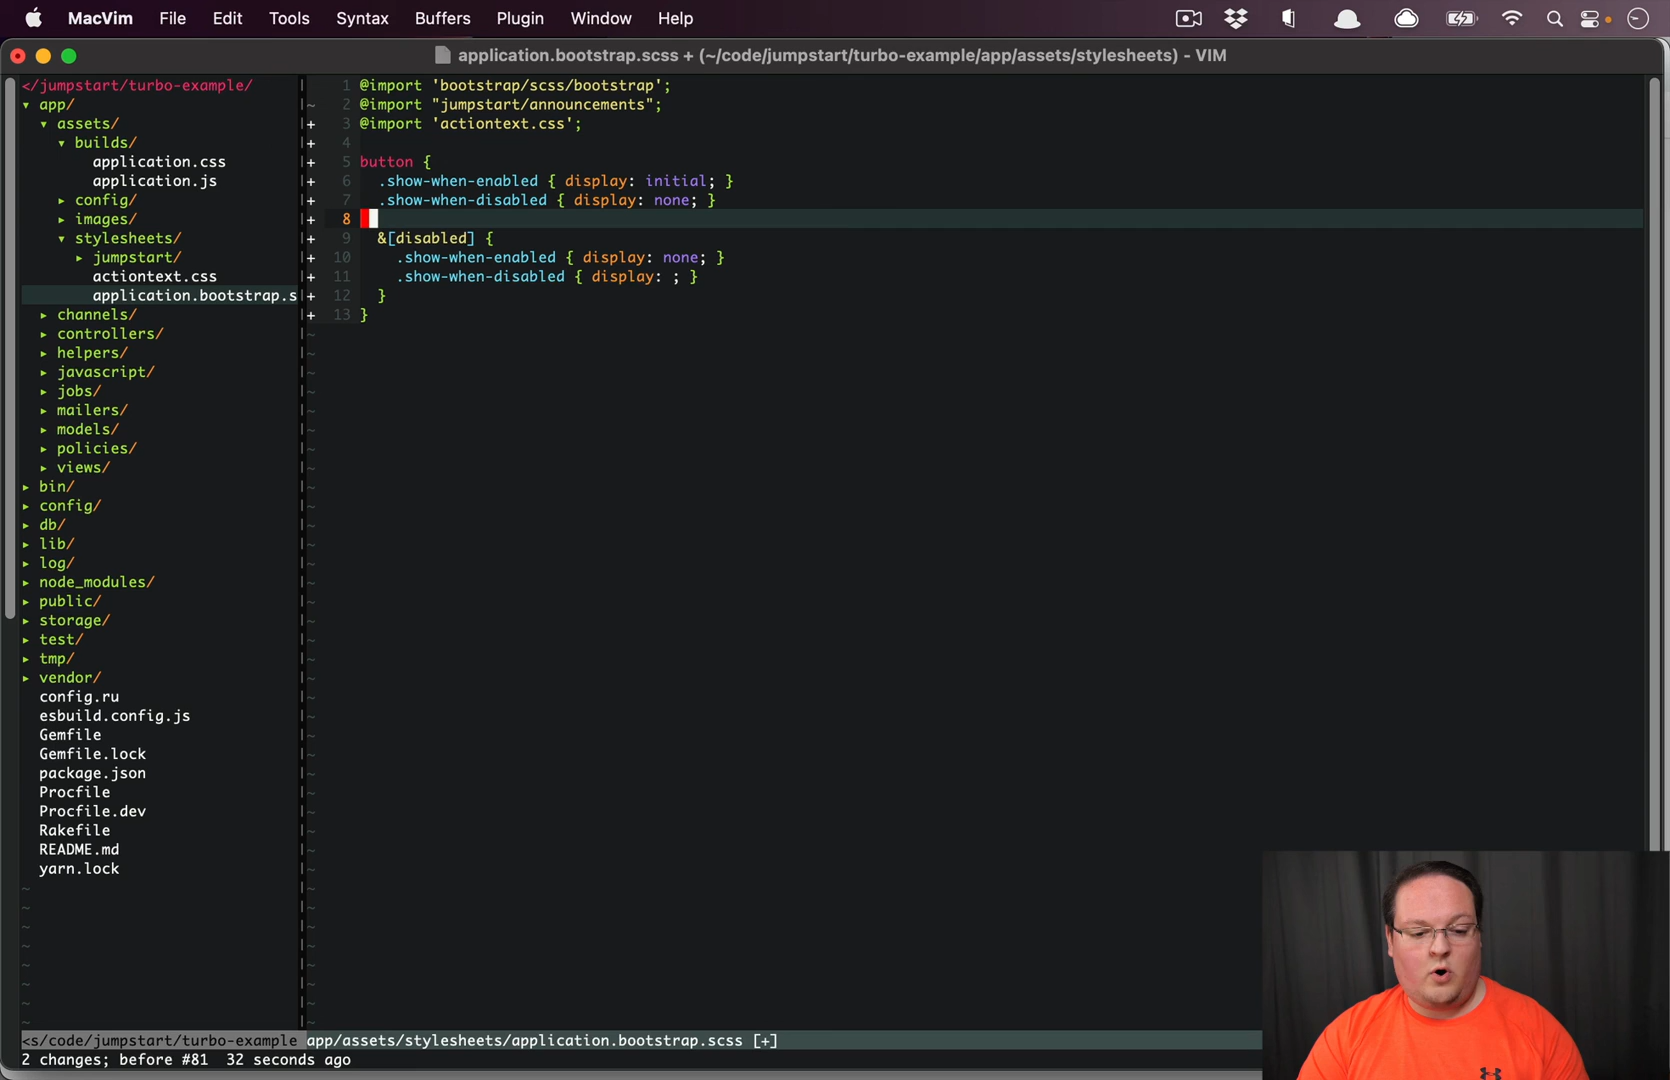 MacVim File Edit Tools Syntax Buffers Plugin Window Help
application.bootstrap.scss + (~/code/jumpstart/turbo-example/app/assets/stylesheets) - VIM
</jumpstart/turbo-example/
▾ app/
▾ assets/
▾ builds/
application.css
application.js
▸ config/
▸ images/
▾ stylesheets/
▸ jumpstart/
actiontext.css
application.bootstrap.s
▸ channels/
▸ controllers/
▸ helpers/
▸ javascript/
▸ jobs/
▸ mailers/
▸ models/
▸ policies/
▸ views/
▸ bin/
▸ config/
▸ db/
▸ lib/
▸ log/
▸ node_modules/
▸ public/
▸ storage/
▸ test/
▸ tmp/
▸ vendor/
config.ru
esbuild.config.js
Gemfile
Gemfile.lock
package.json
Procfile
Procfile.dev
Rakefile
README.md
yarn.lock
1 @import 'bootstrap/scss/bootstrap';
~ 2 @import "jumpstart/announcements";
+ 3 @import 'actiontext.css';
+ 4
+ 5 button {
+ 6 .show-when-enabled { display: initial; }
+ 7 .show-when-disabled { display: none; }
+ 8
+ 9 &[disabled] {
+ 10 .show-when-enabled { display: none; }
+ 11 .show-when-disabled { display: ; }
+ 12 }
+ 13 }
<s/code/jumpstart/turbo-example app/assets/stylesheets/application.bootstrap.scss [+]
2 changes; before #81 32 seconds ago